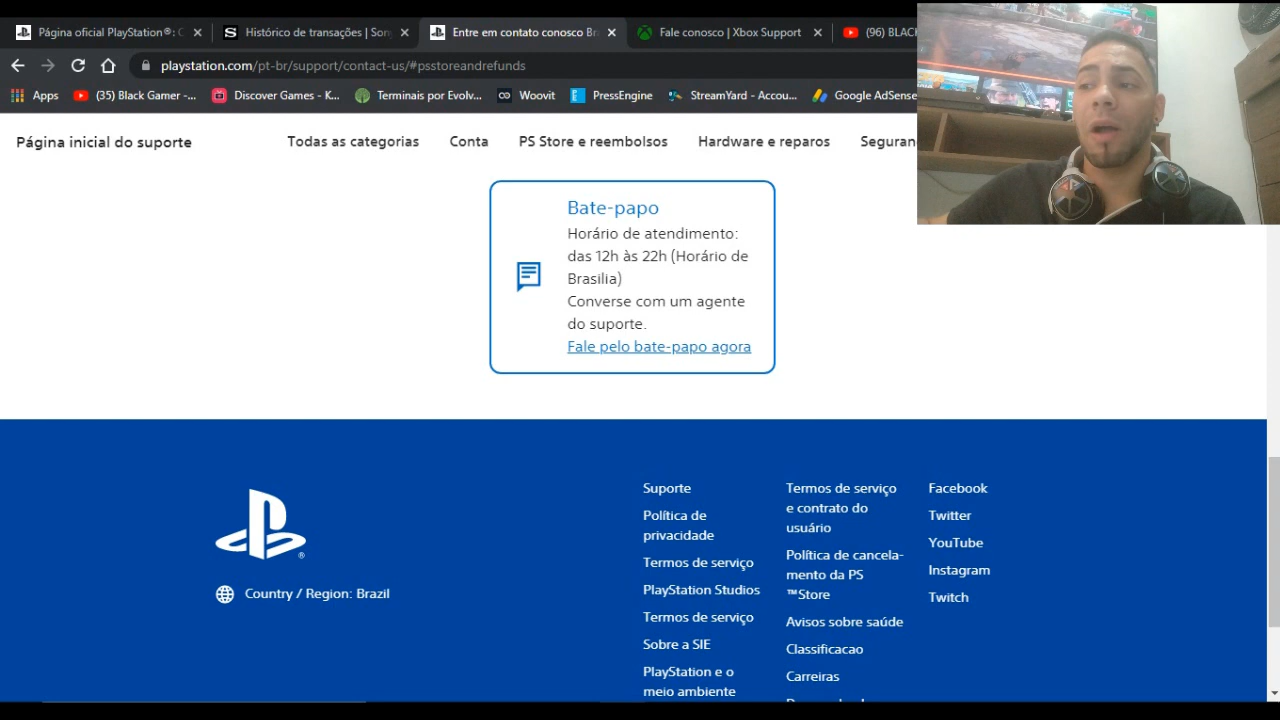 Página oficial PlayStation®: C
Histórico de transações | Son
Entre em contato conosco Br
Fale conosco | Xbox Support
(96) BLACK
playstation.com/pt-br/support/contact-us/#psstoreandrefunds
Apps
(35) Black Gamer -...
Discover Games - K...
Terminais por Evolv...
Woovit
PressEngine
StreamYard - Accou...
Google AdSense
Página inicial do suporte
Todas as categorias
Conta
PS Store e reembolsos
Hardware e reparos
Seguran
Bate-papo
Horário de atendimento:
das 12h às 22h (Horário de
Brasilia)
Converse com um agente
do suporte.
Fale pelo bate-papo agora
Country / Region: Brazil
Suporte
Política de
privacidade
Termos de serviço
PlayStation Studios
Termos de serviço
Sobre a SIE
PlayStation e o
meio ambiente
Termos de serviço
e contrato do
usuário
Política de cancela-
mento da PS
™Store
Avisos sobre saúde
Classificacao
Carreiras
Facebook
Twitter
YouTube
Instagram
Twitch